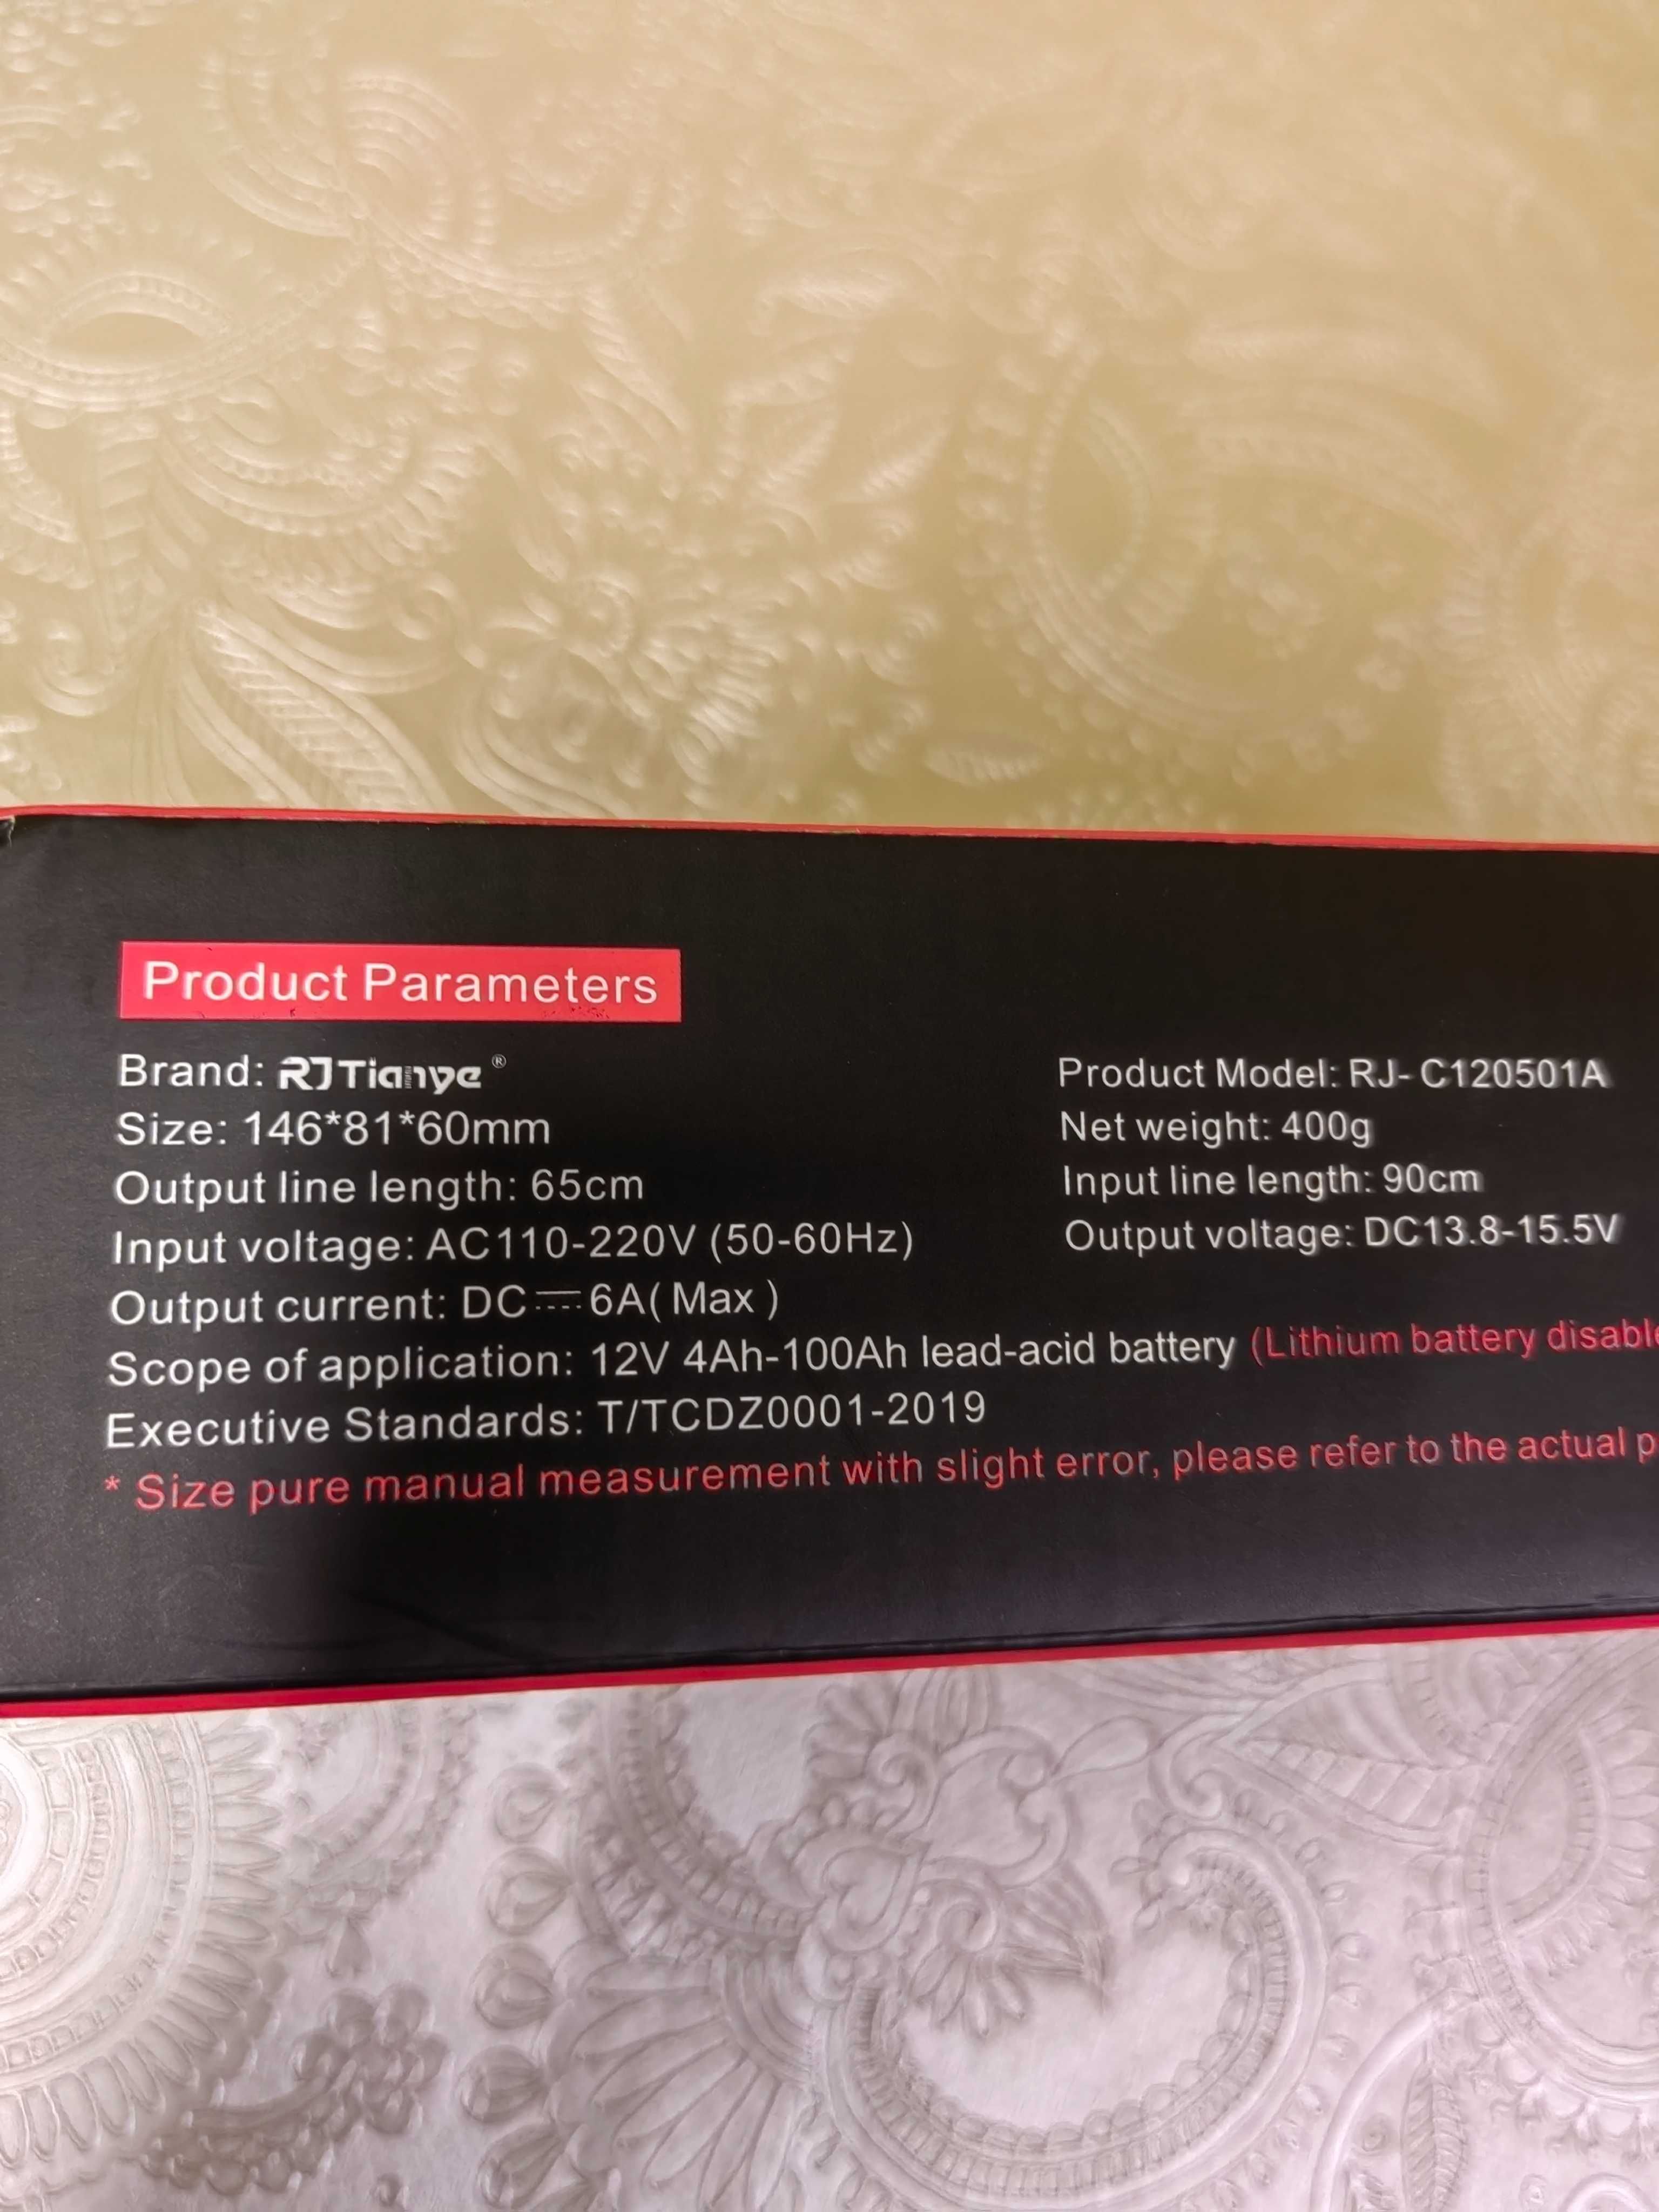 Product Parameters
Brand: RJTianye®
Size: 146*81*60mm
Output line length: 65cm
Input voltage: AC110-220V (50-60Hz)
Output current: DC⎓6A( Max )
Product Model: RJ- C120501A
Net weight: 400g
Input line length: 90cm
Output voltage: DC13.8-15.5V
Scope of application: 12V 4Ah-100Ah lead-acid battery (Lithium battery
Executive Standards: T/TCDZ0001-2019
* Size pure manual measurement with slight error, please refer to the actual